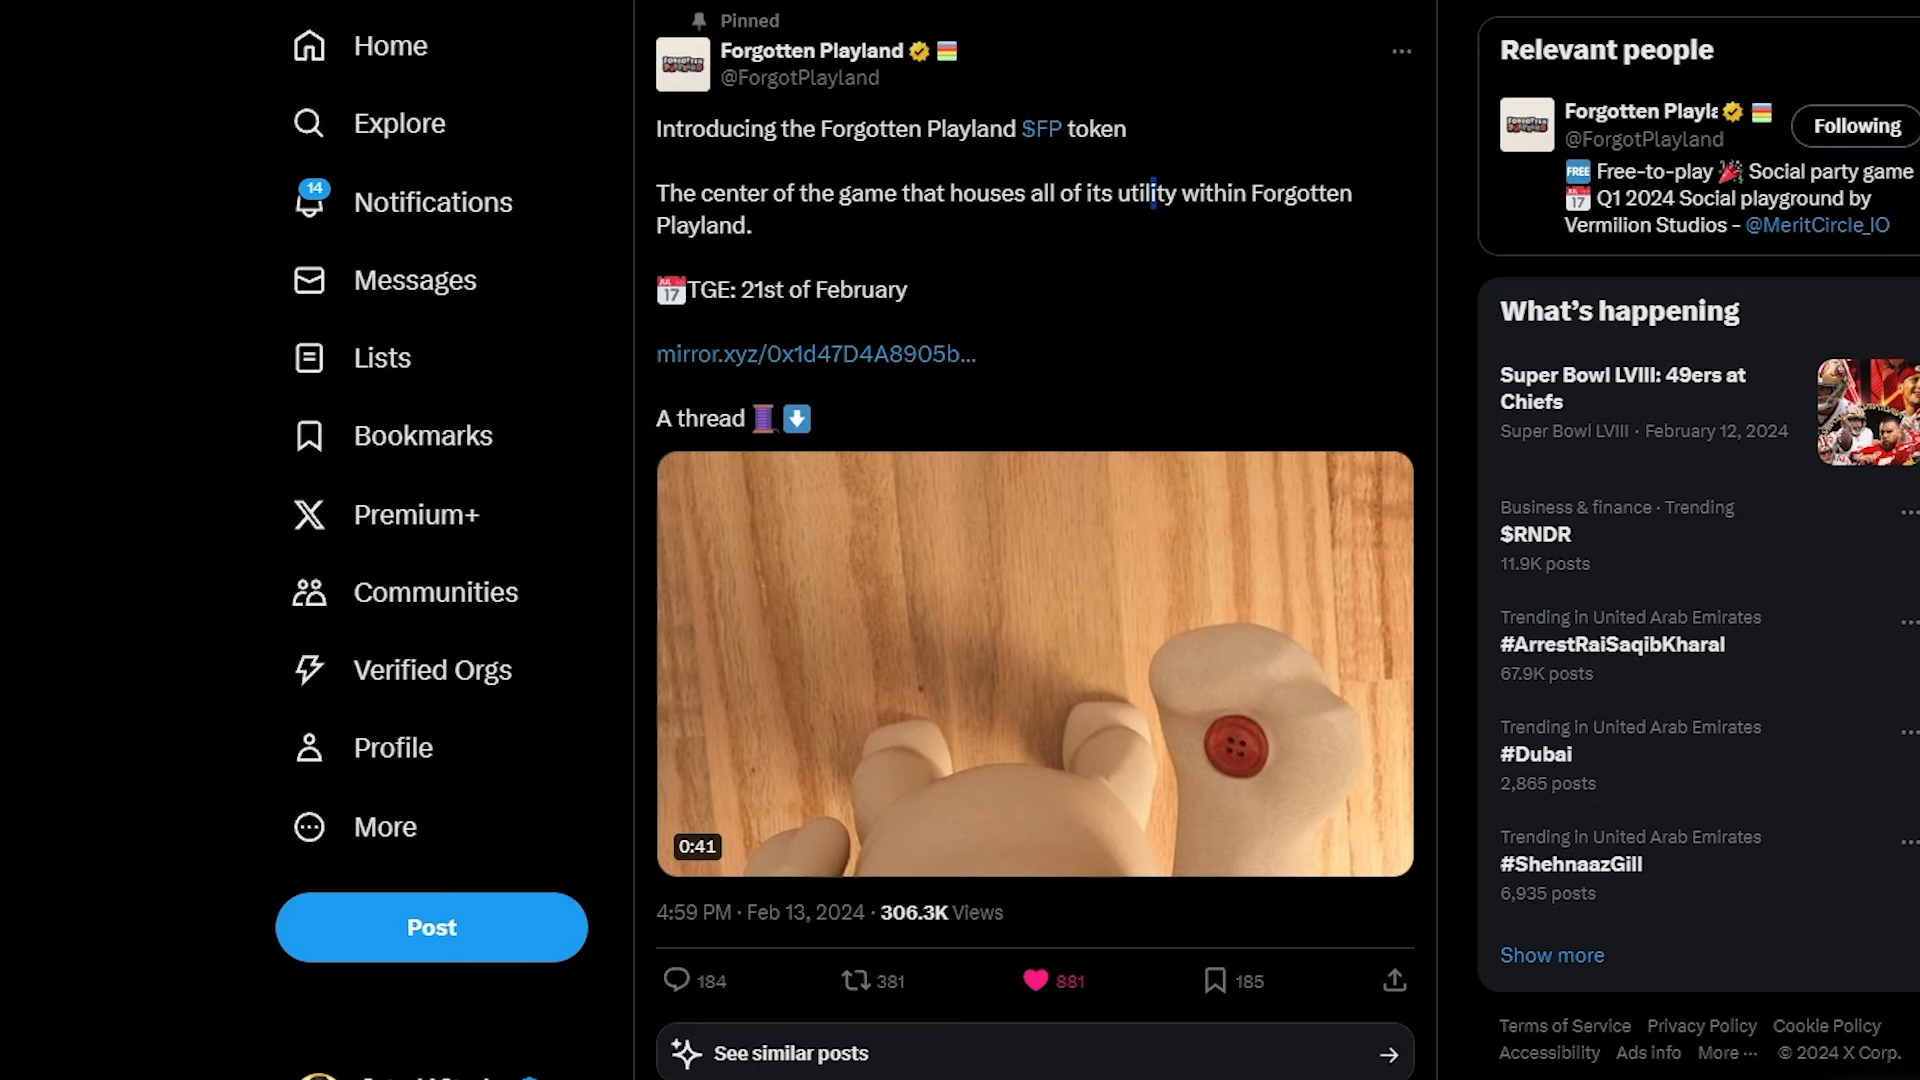 Home
Explore
14
Notifications
Messages
Lists
Bookmarks
Premium+
Communities
Verified Orgs
Profile
More
Post
Pinned
Forgotten Playland
@ForgotPlayland
Introducing the Forgotten Playland $FP token
The center of the game that houses all of its utility within Forgotten
Playland.
JUL 17 TGE: 21st of February
mirror.xyz/0x1d47D4A8905b...
A thread
0:41
4:59 PM · Feb 13, 2024 · 306.3K Views
184 381 881 185
See similar posts
Relevant people
Forgotten Playla
@ForgotPlayland
Following
FREE Free-to-play Social party game
JUL 17 Q1 2024 Social playground by
Vermilion Studios - @MeritCircle_IO
What's happening
Super Bowl LVIII: 49ers at
Chiefs
Super Bowl LVIII · February 12, 2024
Business & finance · Trending
$RNDR
11.9K posts
Trending in United Arab Emirates
#ArrestRaiSaqibKharal
67.9K posts
Trending in United Arab Emirates
#Dubai
2,865 posts
Trending in United Arab Emirates
#ShehnaazGill
6,935 posts
Show more
Terms of Service Privacy Policy Cookie Policy
Accessibility Ads info More ··· © 2024 X Corp.